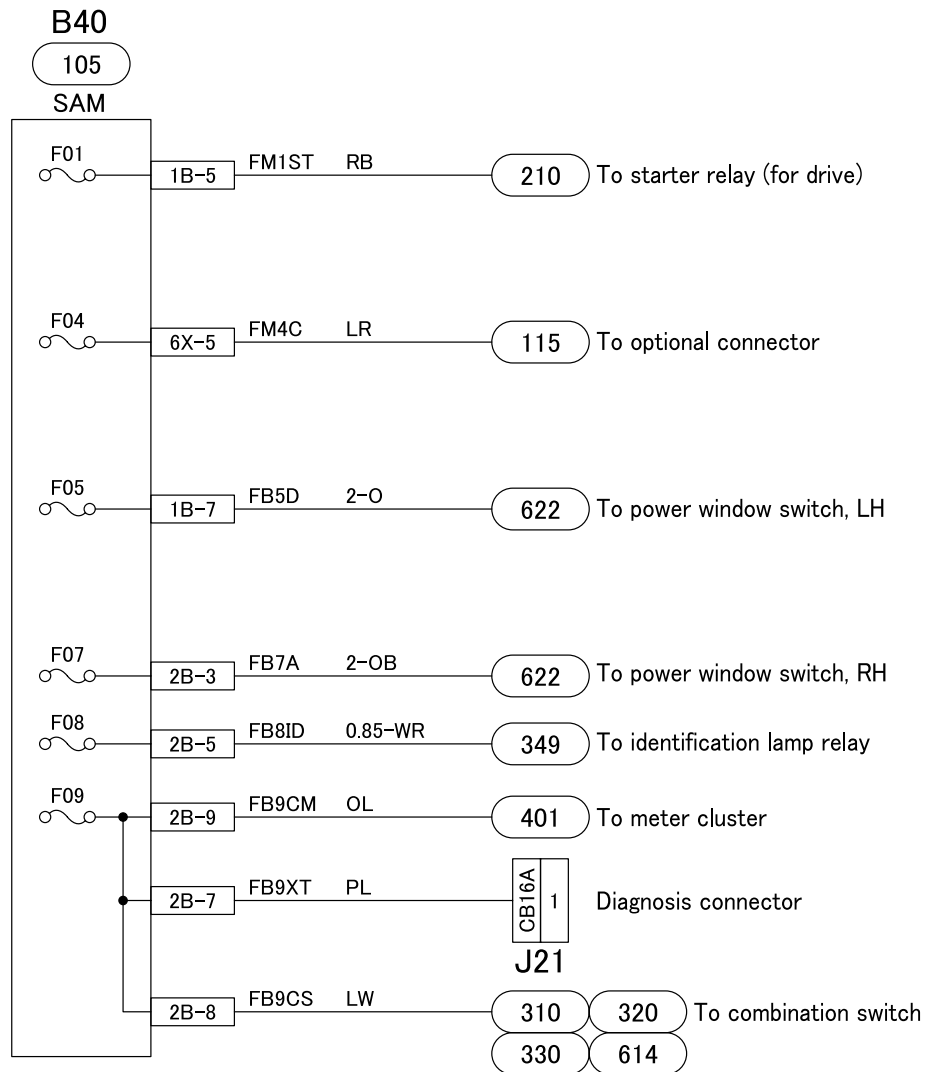 B40
105
SAM
F01 1B-5 FM1ST RB 210 To starter relay (for drive)
F04 6X-5 FM4C LR 115 To optional connector
F05 1B-7 FB5D 2-O 622 To power window switch, LH
F07 2B-3 FB7A 2-OB 622 To power window switch, RH
F08 2B-5 FB8ID 0.85-WR 349 To identification lamp relay
F09 2B-9 FB9CM OL 401 To meter cluster
2B-7 FB9XT PL CB16A 1 Diagnosis connector
J21
2B-8 FB9CS LW 310 320 To combination switch
330 614